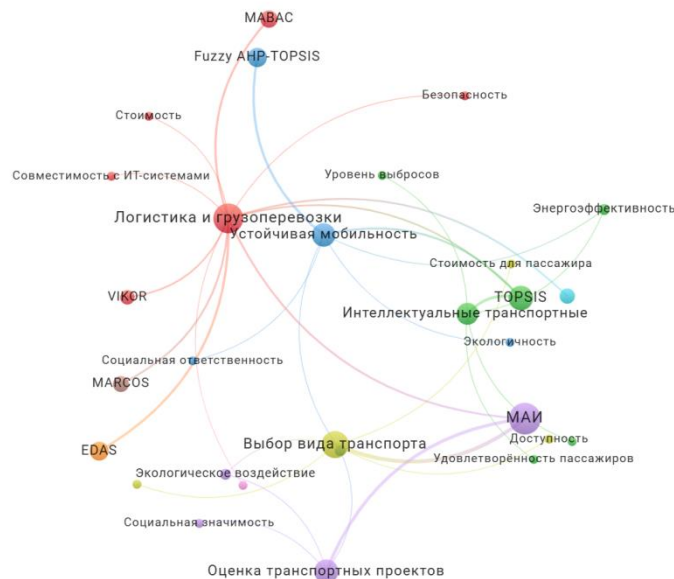 MABAC
Fuzzy AHP-TOPSIS
Безопасность
Стоимость
Уровень выбросов
Совместимость с ИТ-системами
Энергоэффективность
Логистика и грузоперевозки
Устойчивая мобильность
Стоимость для пассажира
VIKOR
TOPSIS
Интеллектуальные транспортные
Экологичность
Социальная ответственность
MARCOS
МАИ
Выбор вида транспорта
Доступность
EDAS
Удовлетворённость пассажиров
Экологическое воздействие
Социальная значимость
Оценка транспортных проектов